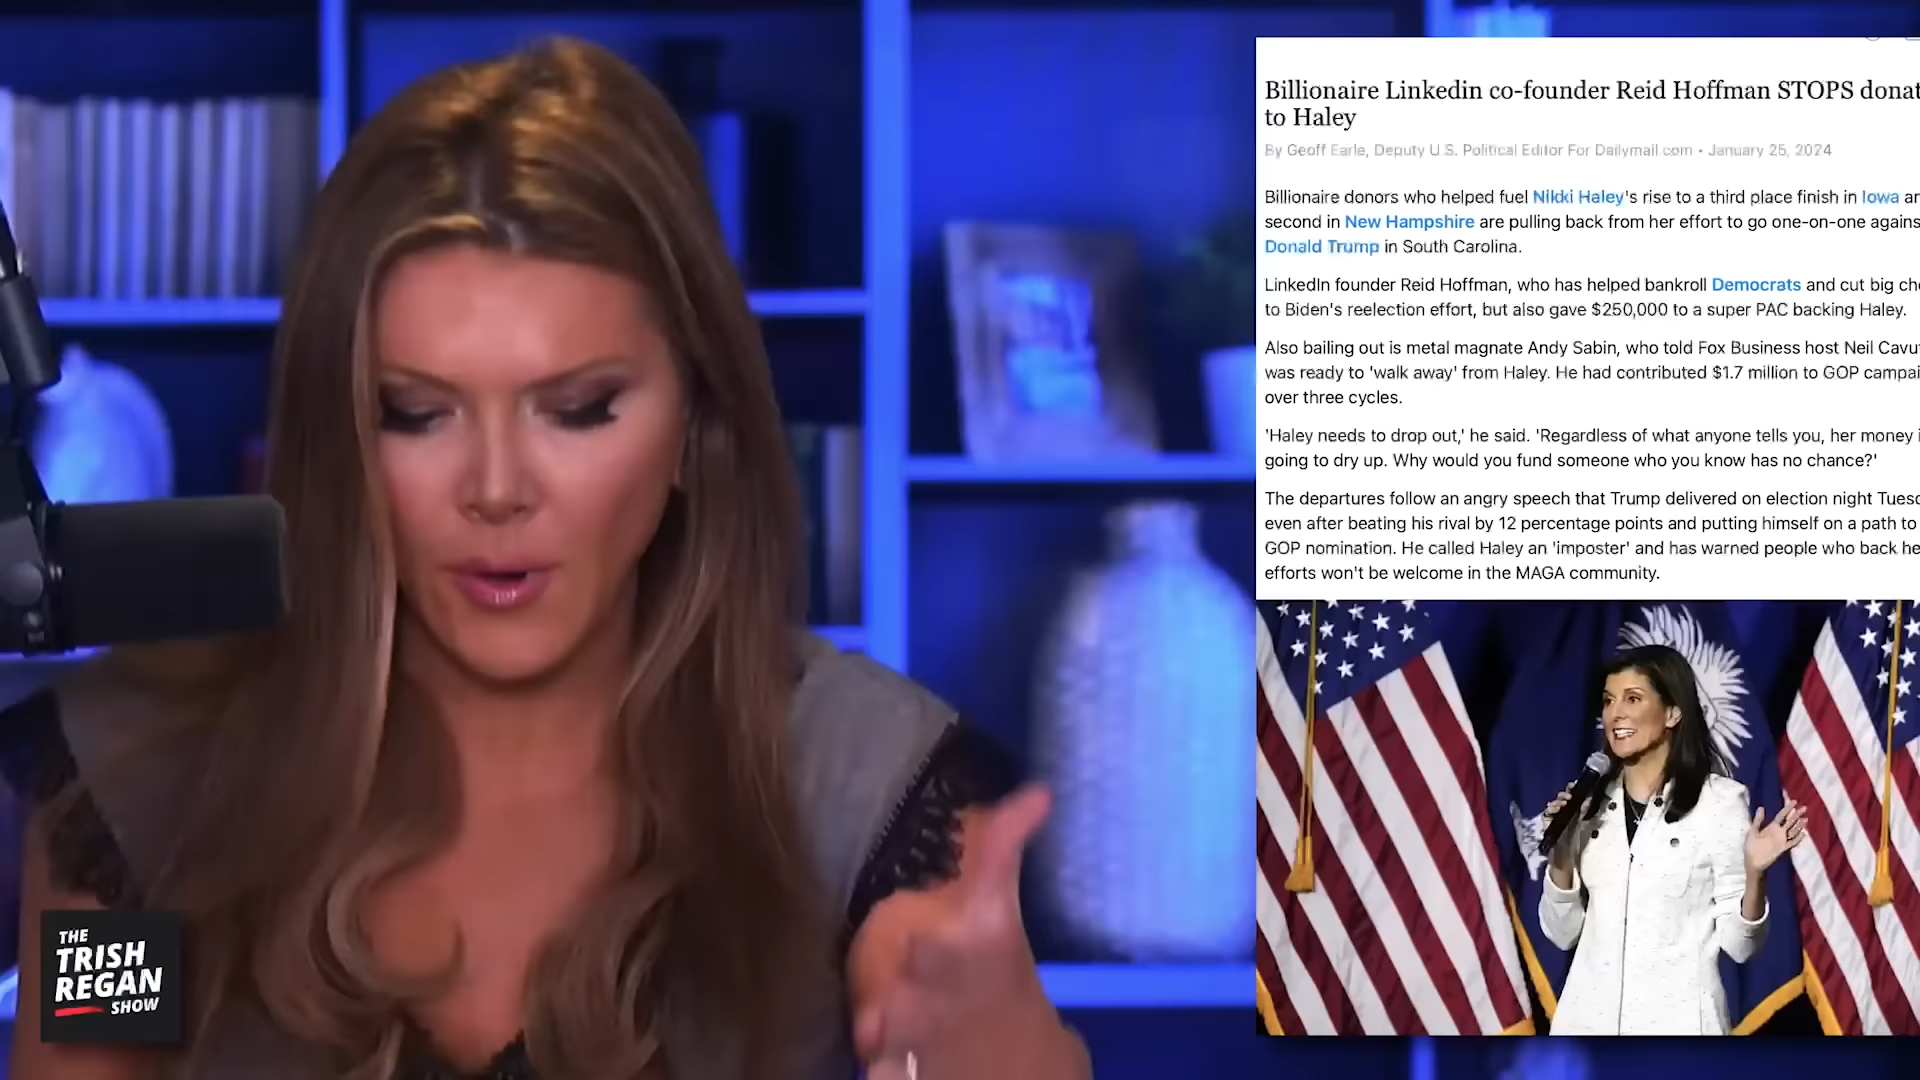 Billionaire Linkedin co-founder Reid Hoffman STOPS
to Haley
By Geoff Earle, Deputy U.S. Political Editor For Dailymail.com • January 25, 2024
Billionaire donors who helped fuel Nikki Haley's rise to a third place finish in Iowa
second in New Hampshire are pulling back from her effort to go one-on-one
Donald Trump in South Carolina.
LinkedIn founder Reid Hoffman, who has helped bankroll Democrats and cut big
to Biden's reelection effort, but also gave $250,000 to a super PAC backing Haley.
Also bailing out is metal magnate Andy Sabin, who told Fox Business host Neil
was ready to 'walk away' from Haley. He had contributed $1.7 million to GOP
over three cycles.
'Haley needs to drop out,' he said. 'Regardless of what anyone tells you, her money
going to dry up. Why would you fund someone who you know has no chance?'
The departures follow an angry speech that Trump delivered on election night
even after beating his rival by 12 percentage points and putting himself on a path to
GOP nomination. He called Haley an 'imposter' and has warned people who back
efforts won't be welcome in the MAGA community.
THE
TRISH
REGAN
SHOW